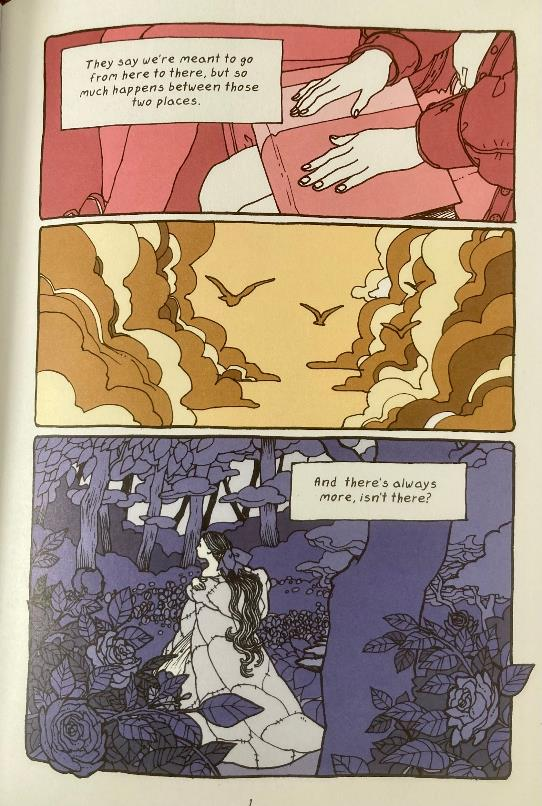 They say we're meant to go
from here to there, but so
much happens between those
two places.
And there's always
more, isn't there?
1